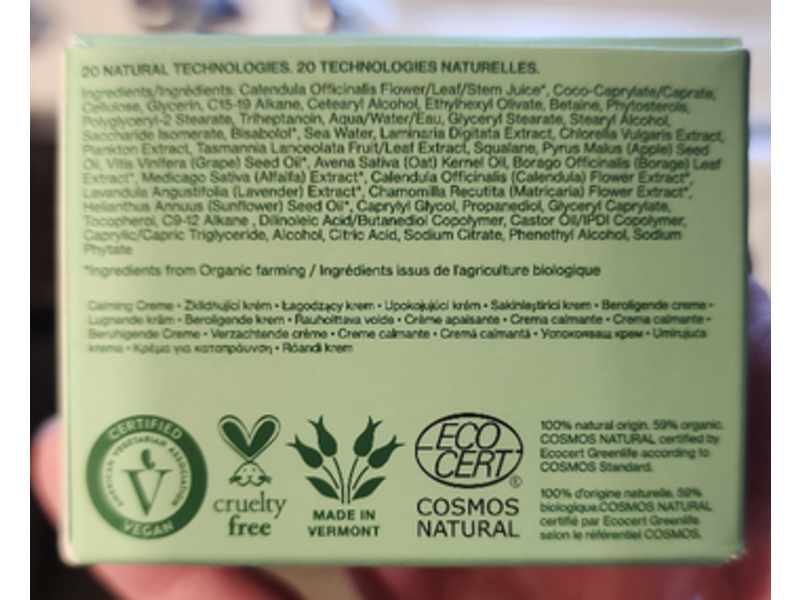 20 NATURAL TECHNOLOGIES. 20 TECHNOLOGIES NATURELLES.
Ingredients/Ingrédients: Calendula Officinalis Flower/Leaf/Stem Juice*, Coco-Caprylate/Caprate,
Cellulose, Glycerin, C15-19 Alkane, Cetearyl Alcohol, Ethylhexyl Olivate, Betaine, Phytosterols,
Polyglyceryl-2 Stearate, Triheptanoin, Aqua/Water/Eau, Glyceryl Stearate, Stearyl Alcohol,
Saccharide Isomerate, Bisabolol*, Sea Water, Laminaria Digitata Extract, Chlorella Vulgaris Extract,
Plankton Extract, Tasmannia Lanceolata Fruit/Leaf Extract, Squalane, Pyrus Malus (Apple) Seed
Oil, Vitis Vinifera (Grape) Seed Oil*, Avena Sativa (Oat) Kernel Oil, Borago Officinalis (Borage) Leaf
Extract*, Medicago Sativa (Alfalfa) Extract*, Calendula Officinalis (Calendula) Flower Extract*,
Lavandula Angustifolia (Lavender) Extract*, Chamomilla Recutita (Matricaria) Flower Extract*,
Helianthus Annuus (Sunflower) Seed Oil*, Caprylyl Glycol, Propanediol, Glyceryl Caprylate,
Tocopherol, C9-12 Alkane , Dilinoleic Acid/Butanediol Copolymer, Castor Oil/IPDI Copolymer,
Caprylic/Capric Triglyceride, Alcohol, Citric Acid, Sodium Citrate, Phenethyl Alcohol, Sodium
Phytate
*Ingredients from Organic farming / Ingrédients issus de l'agriculture biologique
Calming Creme • Zklidňující krém • Łagodzący krem • Upokojujúci krém • Sakinleştirici krem • Beroligende creme •
Lugnande kräm • Beroligende krem • Rauhoittava voide • Crème apaisante • Crema calmante • Crema calmante •
Beruhigende Creme • Verzachtende crème • Creme calmante • Cremă calmantă • Успокояващ крем • Umirujuća
krema • Κρέμα για καταπράυνση • Róandi krem
CERTIFIED
AMERICAN VEGETARIAN ASSOCIATION
V
VEGAN
cruelty
free
MADE IN
VERMONT
ECO
CERT®
COSMOS
NATURAL
100% natural origin. 59% organic.
COSMOS NATURAL certified by
Ecocert Greenlife according to
COSMOS Standard.
100% d'origine naturelle. 59%
biologique.COSMOS NATURAL
certifié par Ecocert Greenlife
selon le référentiel COSMOS.